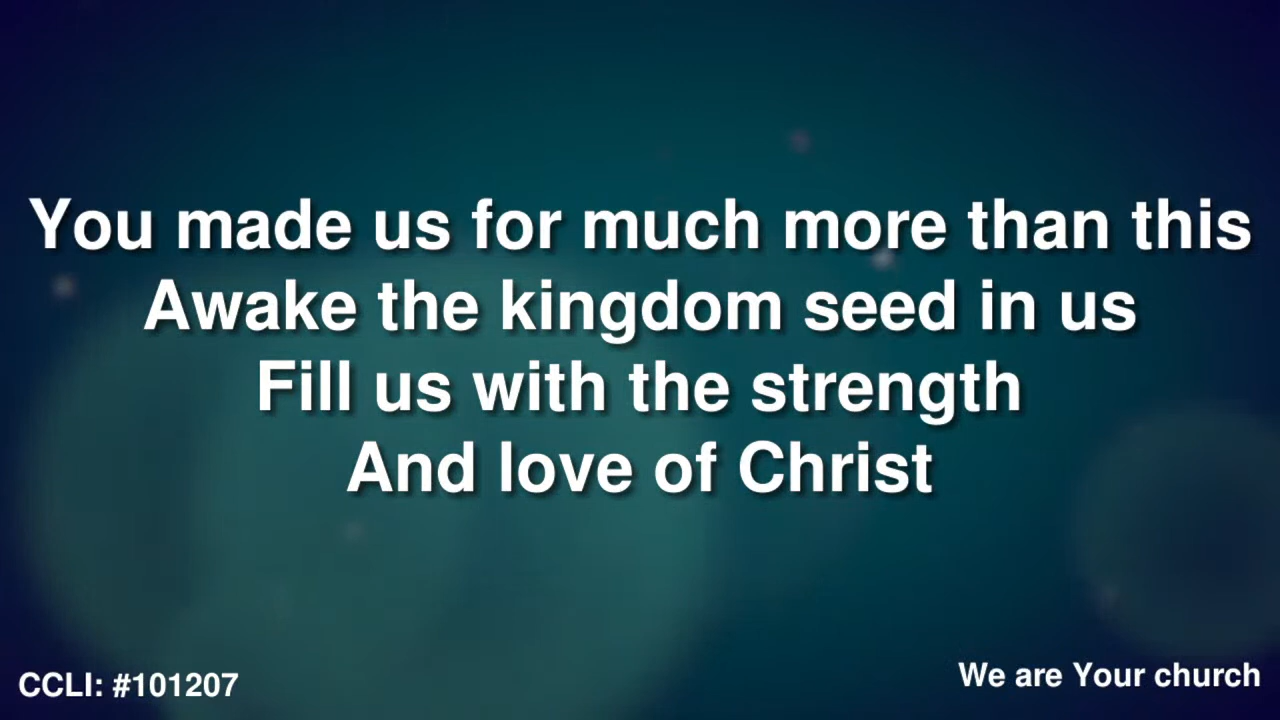 You made us for much more than this
Awake the kingdom seed in us
Fill us with the strength
And love of Christ
CCLI: #101207
We are Your church